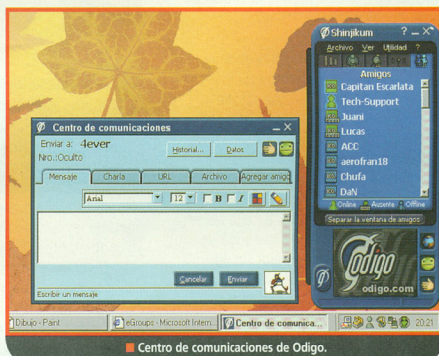 Shinjikum ? _ X
Archivo Ver Utilidad ?
Amigos
Capitan Escarlata
Tech-Support
Juani
Lucas
ACC
aerofran18
Chufa
DaN
Online Ausente Offline
Separar la ventana de amigos
Odigo
odigo.com
Centro de comunicaciones
Enviar a: 4ever
Nro.:Oculto
Historial... Datos
Mensaje Charla URL Archivo Agregar amigo
Arial 12 B I
Cancelar Enviar
Escribir un mensaje
Dibujo - Paint eGroups - Microsoft Intern... Centro de comunica... 20:21
Centro de comunicaciones de Odigo.